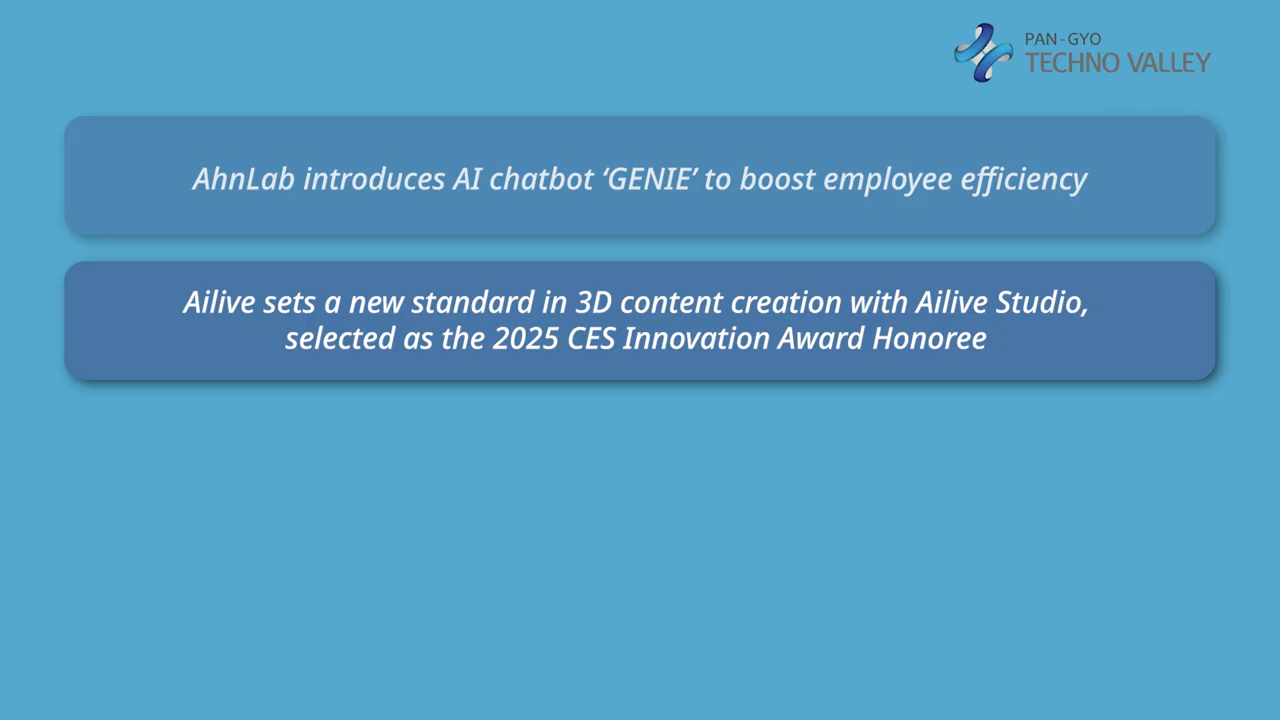 PAN-GYO
TECHNO VALLEY
AhnLab introduces AI chatbot ‘GENIE’ to boost employee efficiency
Ailive sets a new standard in 3D content creation with Ailive Studio,
selected as the 2025 CES Innovation Award Honoree